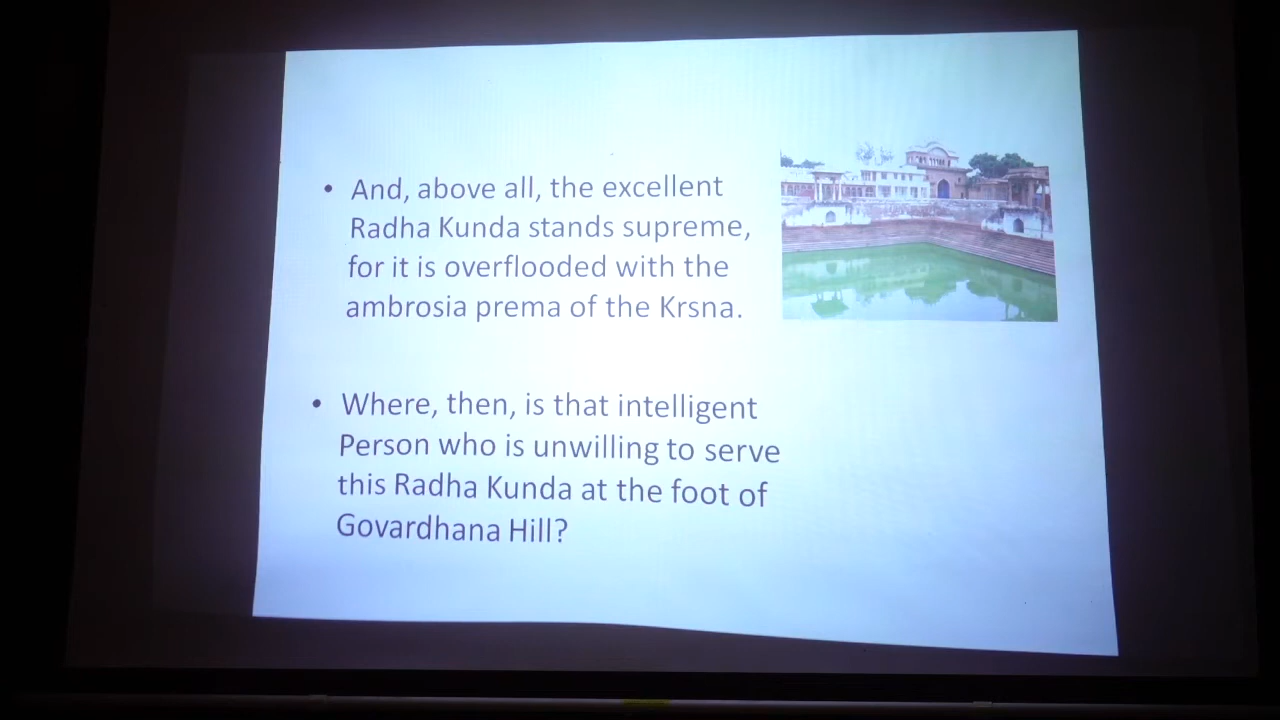 • And, above all, the excellent
Radha Kunda stands supreme,
for it is overflooded with the
ambrosia prema of the Krsna.
• Where, then, is that intelligent
Person who is unwilling to serve
this Radha Kunda at the foot of
Govardhana Hill?